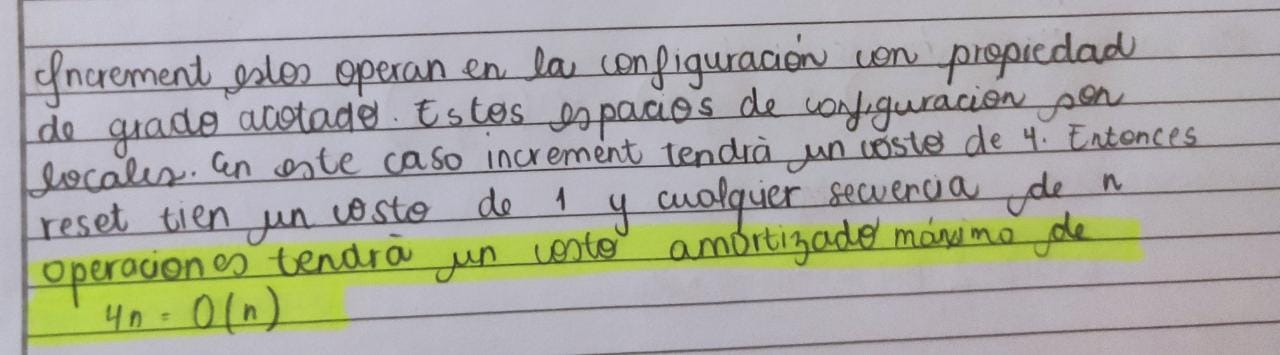 Increment, estos operan en la configuración con propiedad
de grado acotado. Estos espacios de configuracion son
locales. En este caso increment tendrá un coste de 4. Entonces
reset tien un costo de 1 y cualquier secuencia de n
operaciones tendrá un costo amortizado máximo de
4n = O(n)